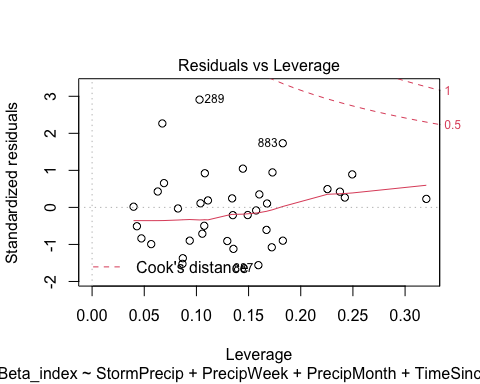 Residuals vs Leverage
Standardized residuals
3
2
1
0
-1
-2
289
883
1
0.5
Cook's distance
0.00 0.05 0.10 0.15 0.20 0.25 0.30
Leverage
Beta_index ~ StormPrecip + PrecipWeek + PrecipMonth + TimeSinc